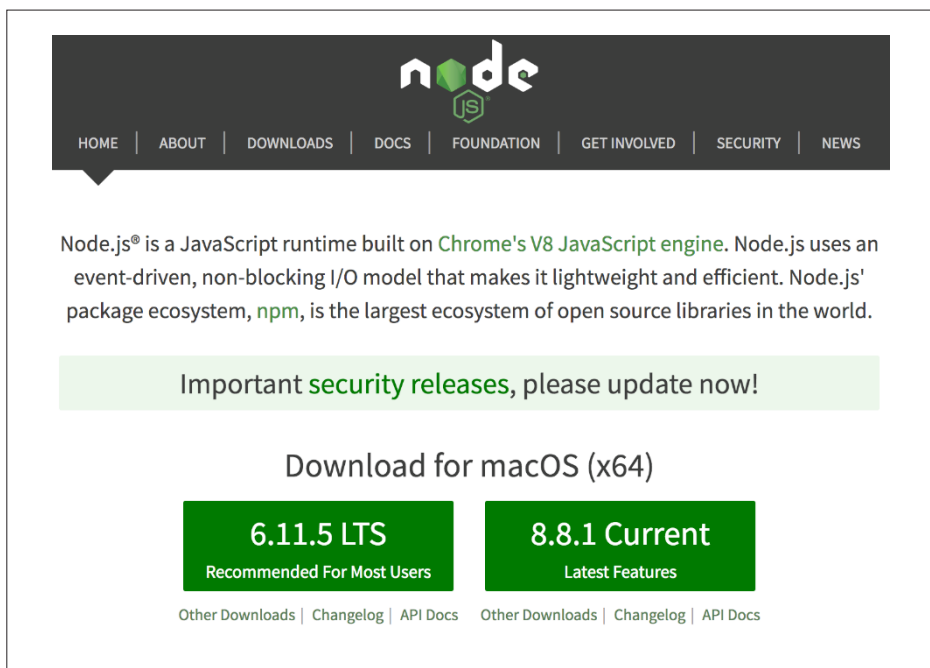 node
JS®
HOME | ABOUT | DOWNLOADS | DOCS | FOUNDATION | GET INVOLVED | SECURITY | NEWS
Node.js® is a JavaScript runtime built on Chrome's V8 JavaScript engine. Node.js uses an
event-driven, non-blocking I/O model that makes it lightweight and efficient. Node.js'
package ecosystem, npm, is the largest ecosystem of open source libraries in the world.
Important security releases, please update now!
Download for macOS (x64)
6.11.5 LTS 8.8.1 Current
Recommended For Most Users Latest Features
Other Downloads | Changelog | API Docs Other Downloads | Changelog | API Docs